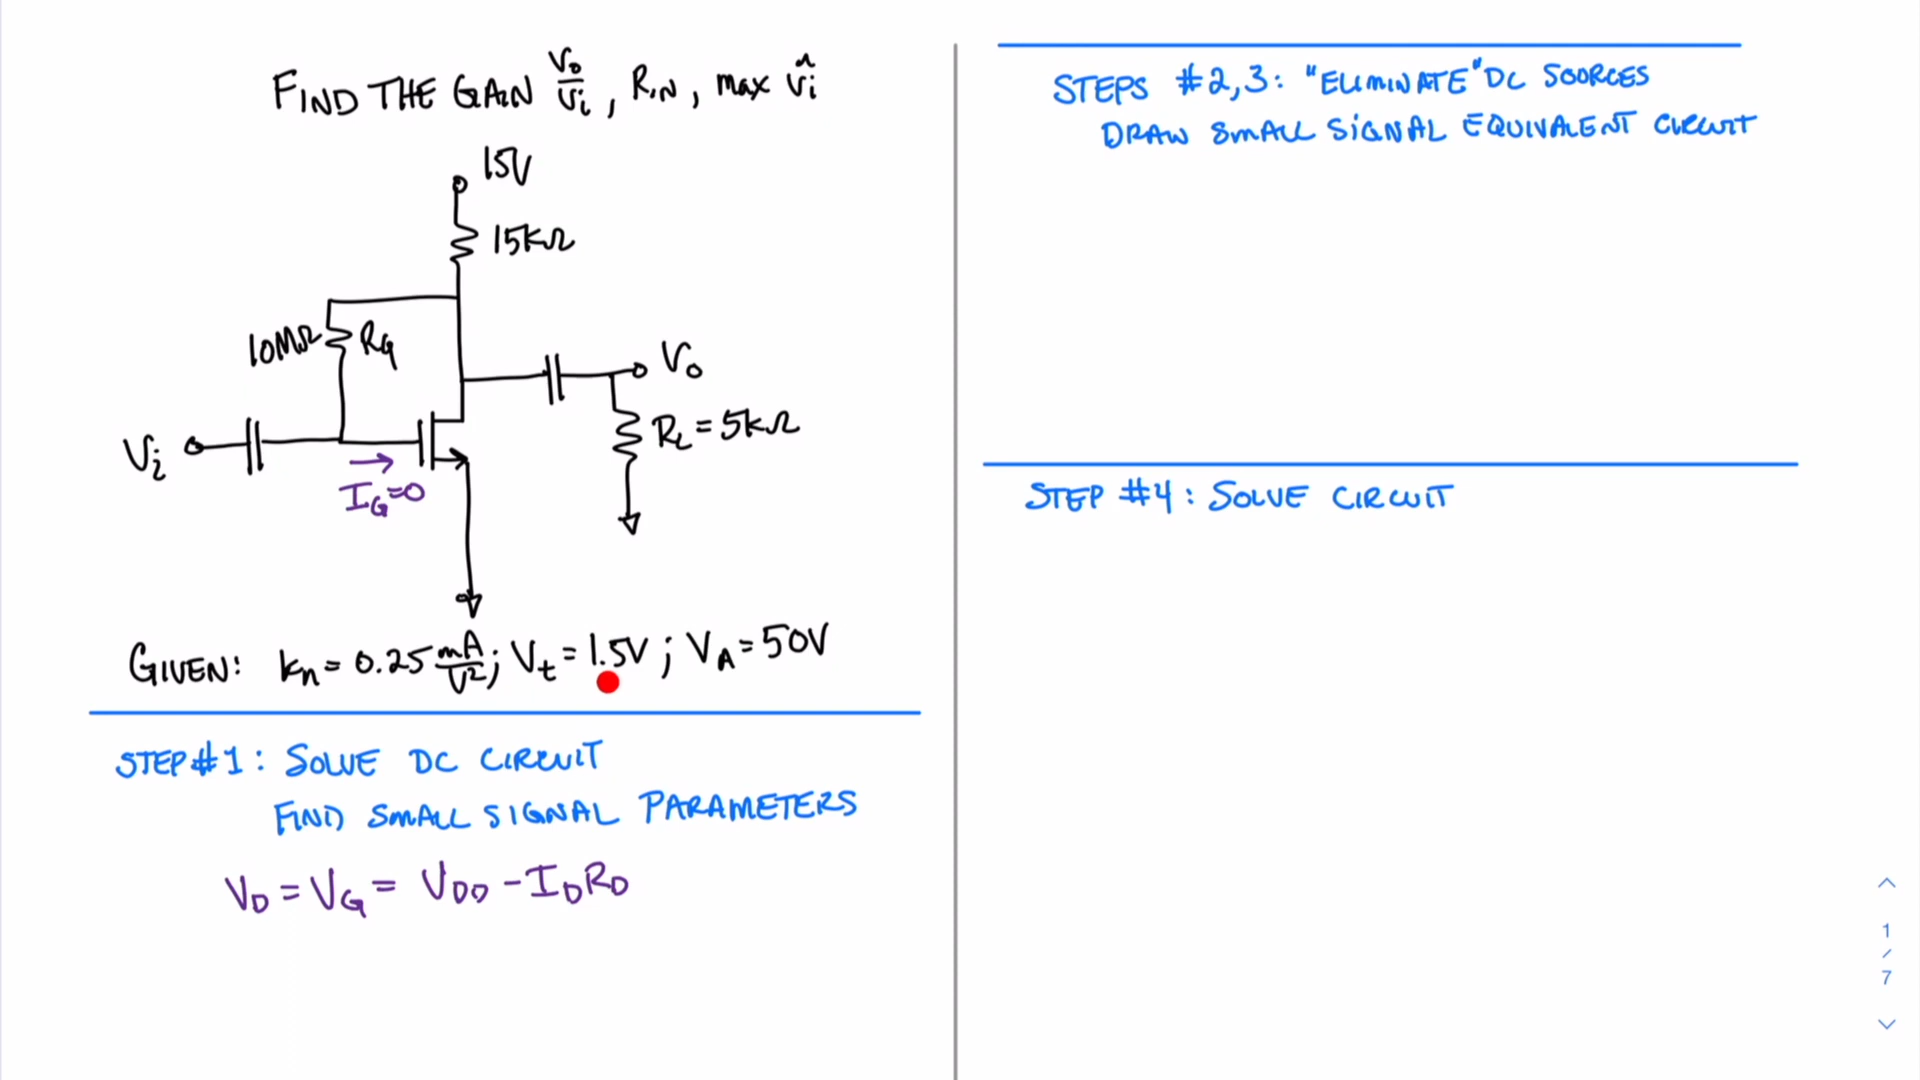 FIND THE GAIN Vo/Vi , RIN , max v̂i
15V
15kΩ
10MΩ RG
Vo
RL = 5kΩ
Vi
IG=0
GIVEN: kn = 0.25 mA/V²; Vt = 1.5V ; VA = 50V
STEP #1 : SOLVE DC CIRCUIT
FIND SMALL SIGNAL PARAMETERS
VD = VG = VDD - IDRD
STEPS #2,3: "ELIMINATE" DC SOURCES
DRAW SMALL SIGNAL EQUIVALENT CIRCUIT
STEP #4 : SOLVE CIRCUIT
1
/
7